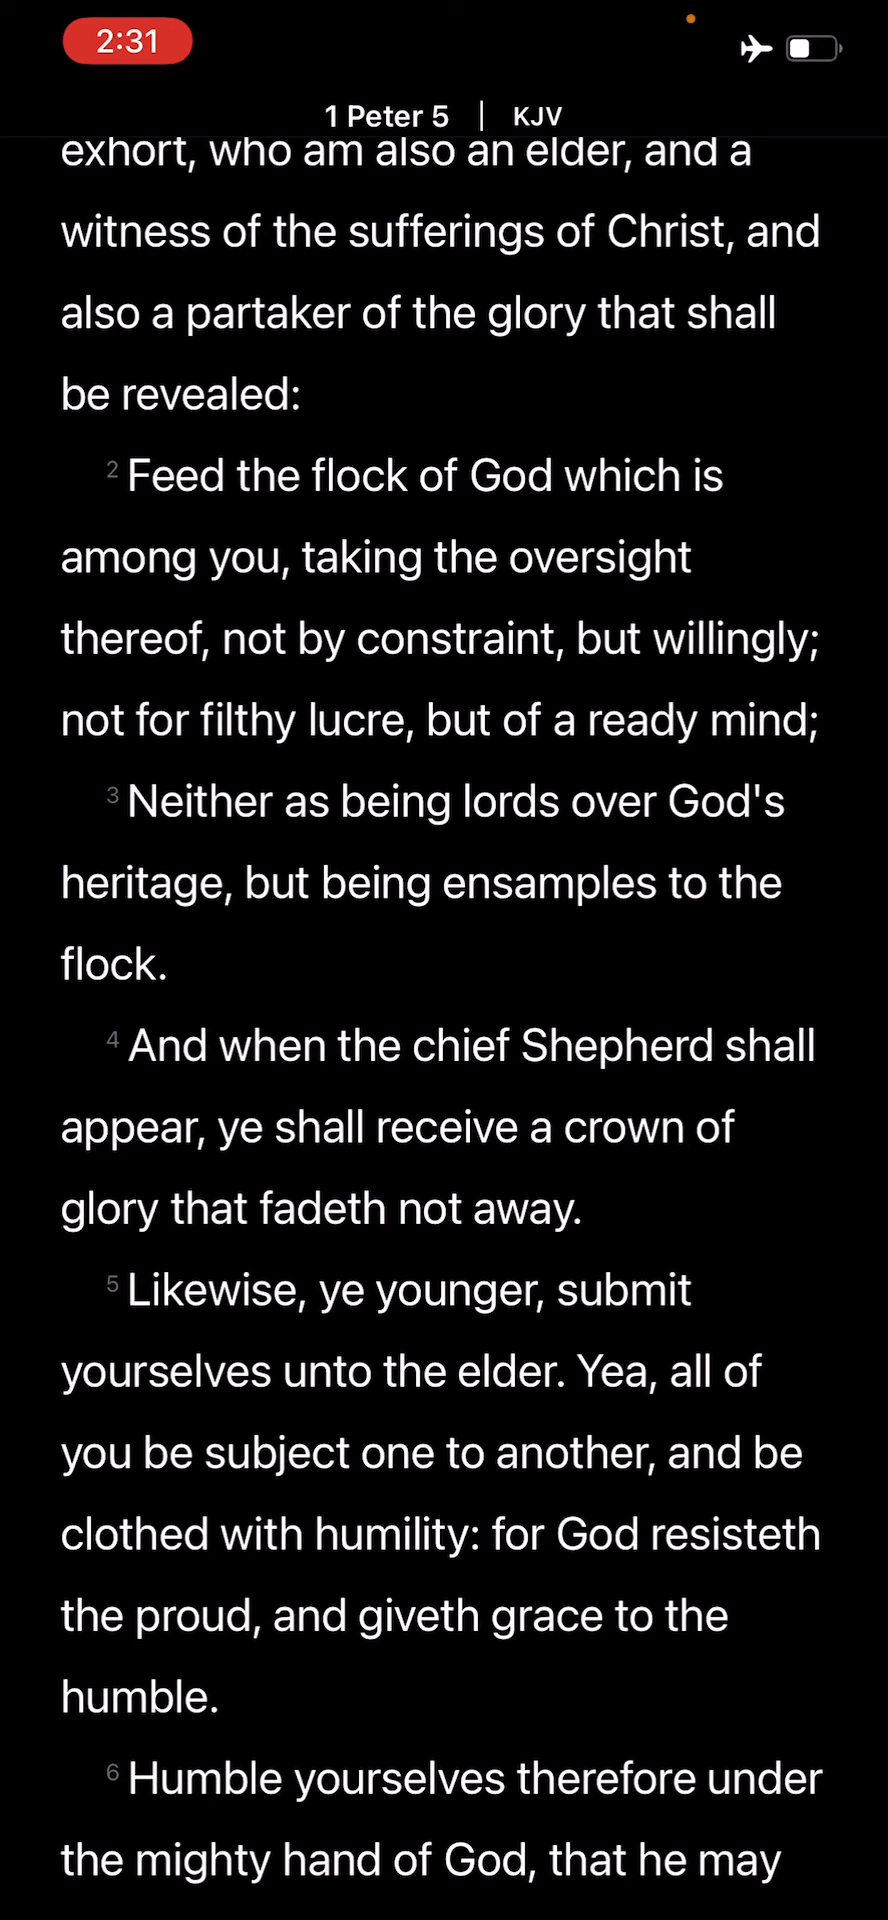 2:31
1 Peter 5 | KJV
exhort, who am also an elder, and a
witness of the sufferings of Christ, and
also a partaker of the glory that shall
be revealed:
2 Feed the flock of God which is
among you, taking the oversight
thereof, not by constraint, but willingly;
not for filthy lucre, but of a ready mind;
3 Neither as being lords over God's
heritage, but being ensamples to the
flock.
4 And when the chief Shepherd shall
appear, ye shall receive a crown of
glory that fadeth not away.
5 Likewise, ye younger, submit
yourselves unto the elder. Yea, all of
you be subject one to another, and be
clothed with humility: for God resisteth
the proud, and giveth grace to the
humble.
6 Humble yourselves therefore under
the mighty hand of God, that he may